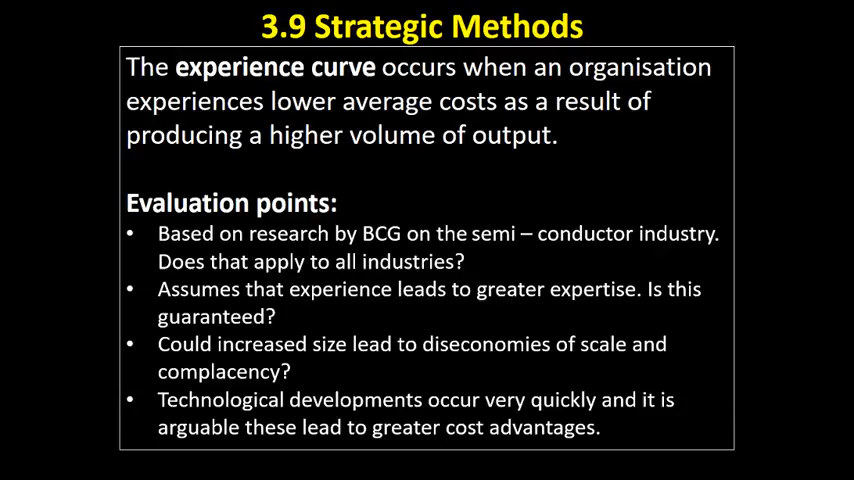 3.9 Strategic Methods
The experience curve occurs when an organisation
experiences lower average costs as a result of
producing a higher volume of output.
Evaluation points:
• Based on research by BCG on the semi – conductor industry.
Does that apply to all industries?
• Assumes that experience leads to greater expertise. Is this
guaranteed?
• Could increased size lead to diseconomies of scale and
complacency?
• Technological developments occur very quickly and it is
arguable these lead to greater cost advantages.